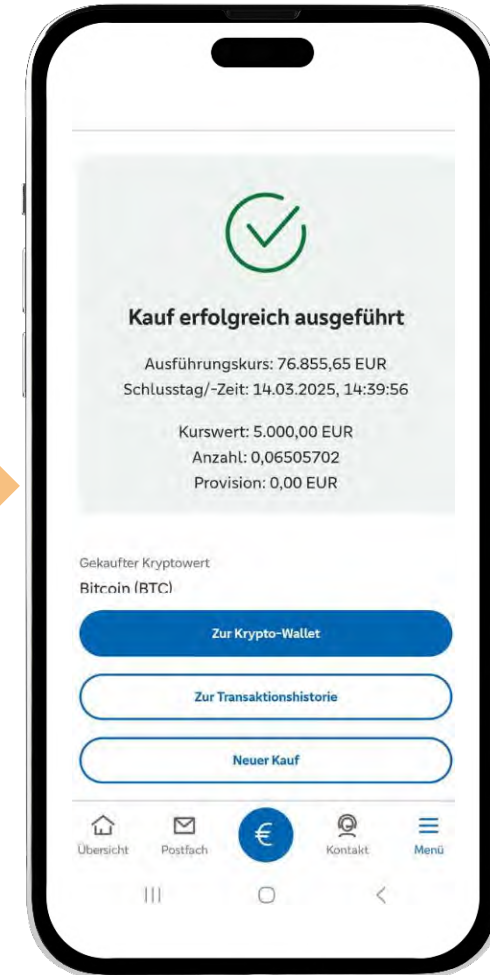 Kauf erfolgreich ausgeführt
Ausführungskurs: 76.855,65 EUR
Schlusstag/-Zeit: 14.03.2025, 14:39:56
Kurswert: 5.000,00 EUR
Anzahl: 0,06505702
Provision: 0,00 EUR
Gekaufter Kryptowert
Bitcoin (BTC)
Zur Krypto-Wallet
Zur Transaktionshistorie
Neuer Kauf
€
Übersicht Postfach Kontakt Menü